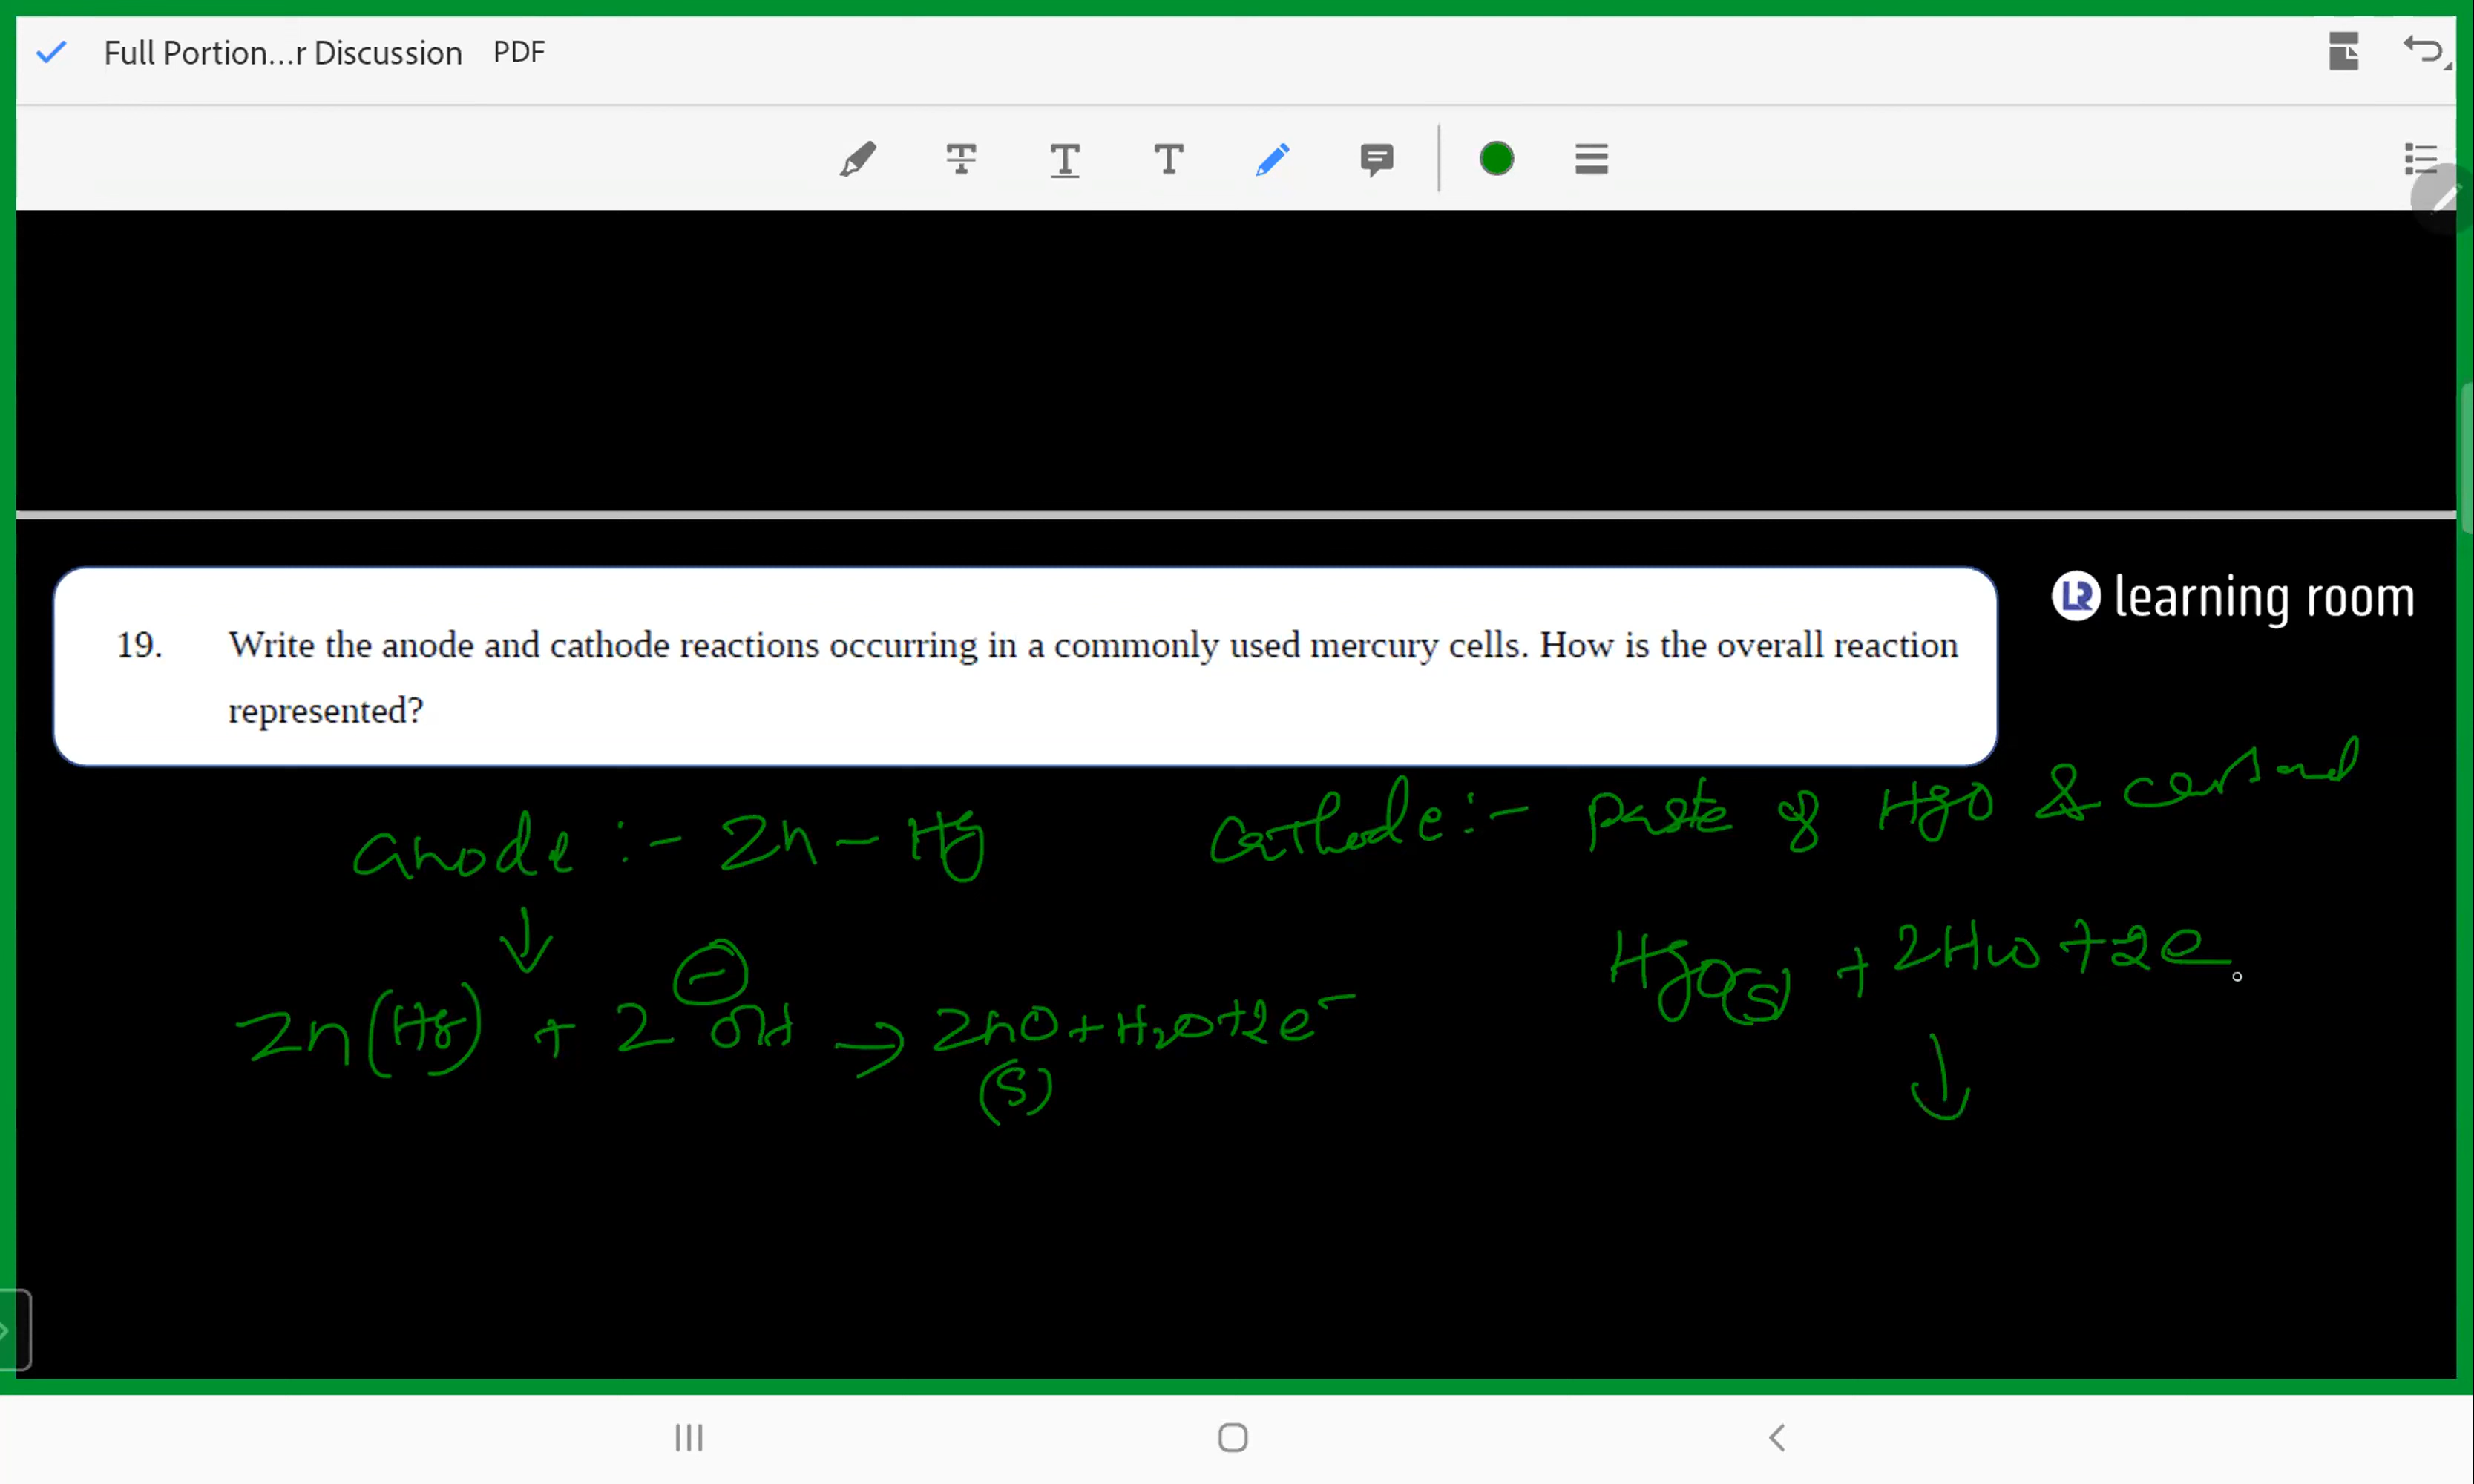 Full Portion...r Discussion PDF
learning room
19. Write the anode and cathode reactions occurring in a commonly used mercury cells. How is the overall reaction
represented?
anode :- Zn - Hg
Cathode :- paste of HgO &
Zn(Hg) + 2 OH⁻ → ZnO + H₂O + 2e⁻
(s)
HgO(s) + 2e